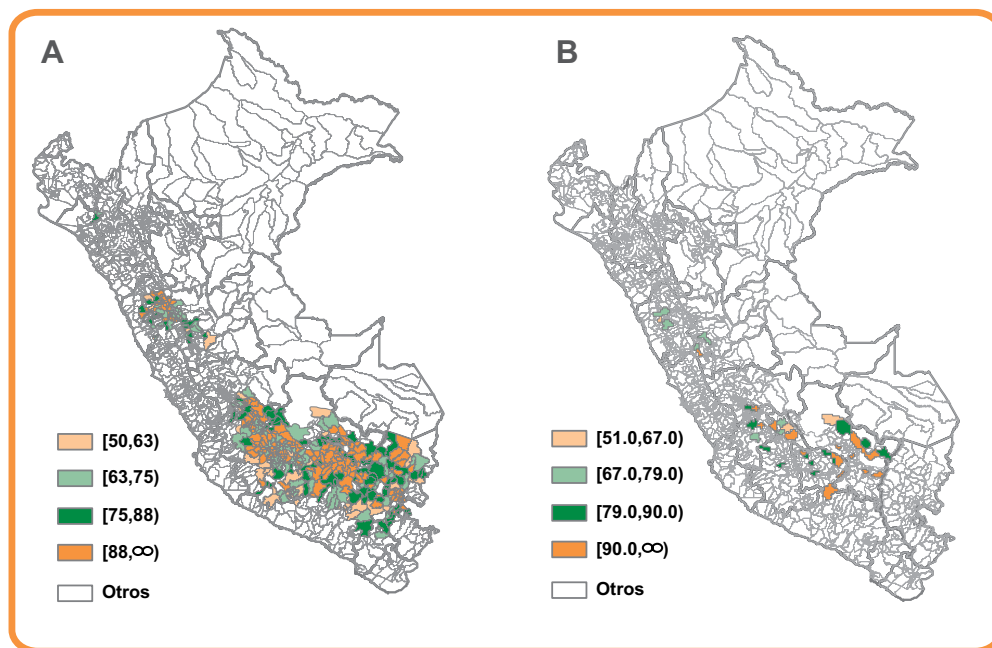 A
[50,63)
[63,75)
[75,88)
[88,∞)
Otros
B
[51.0,67.0)
[67.0,79.0)
[79.0,90.0)
[90.0,∞)
Otros